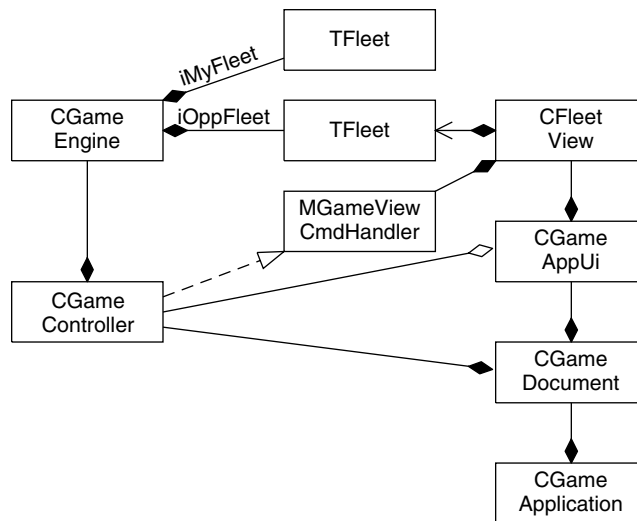 TFleet
iMyFleet
CGame
Engine
iOppFleet
TFleet
CFleet
View
MGameView
CmdHandler
CGame
AppUi
CGame
Controller
CGame
Document
CGame
Application